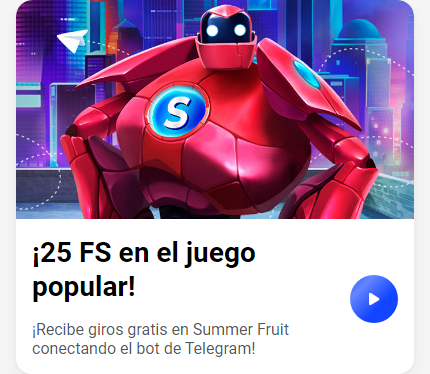 S
¡25 FS en el juego
popular!
¡Recibe giros gratis en Summer Fruit
conectando el bot de Telegram!